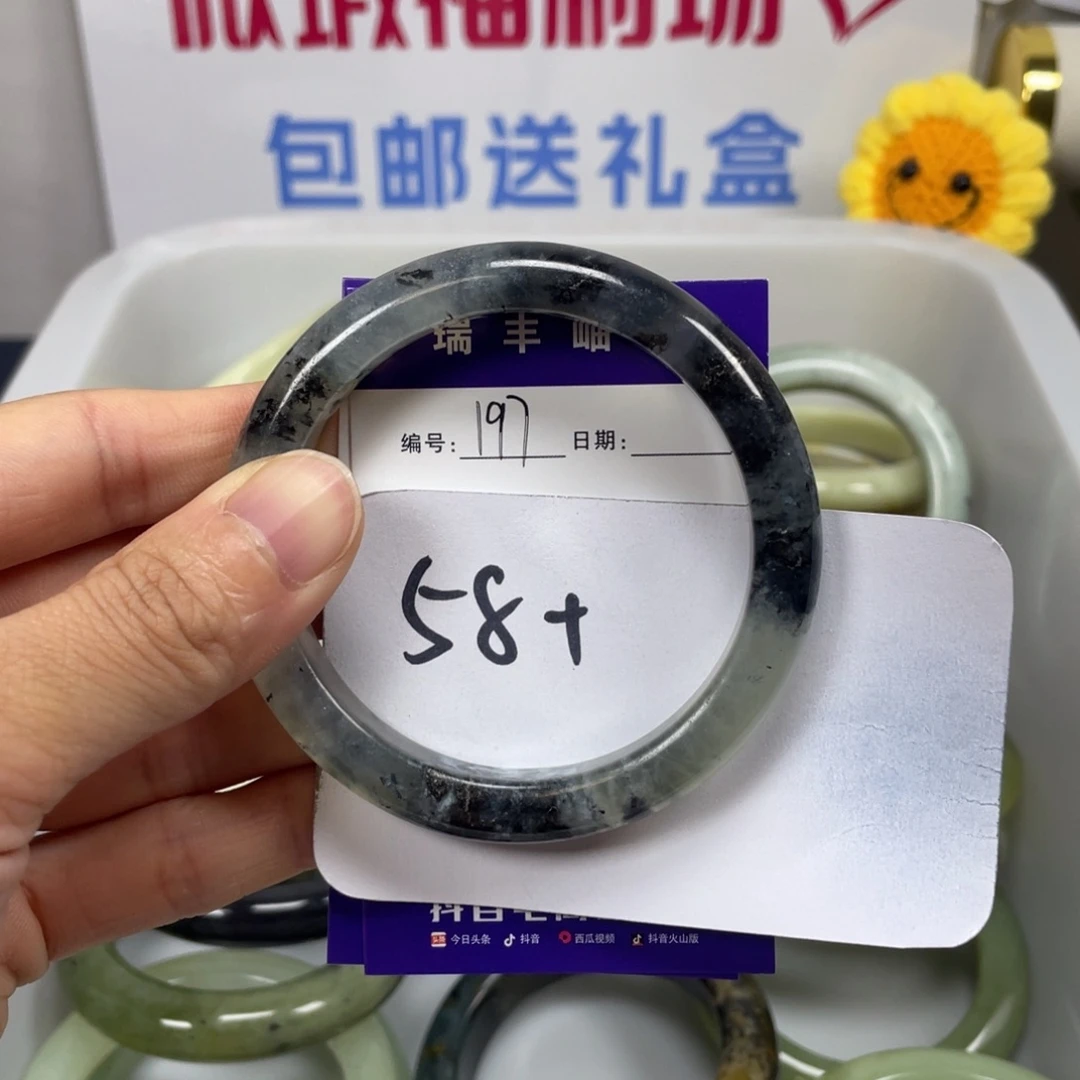 包邮送礼盒
瑞丰岫
编号: 197 日期:
58+
今日头条 抖音 西瓜视频 抖音火山版